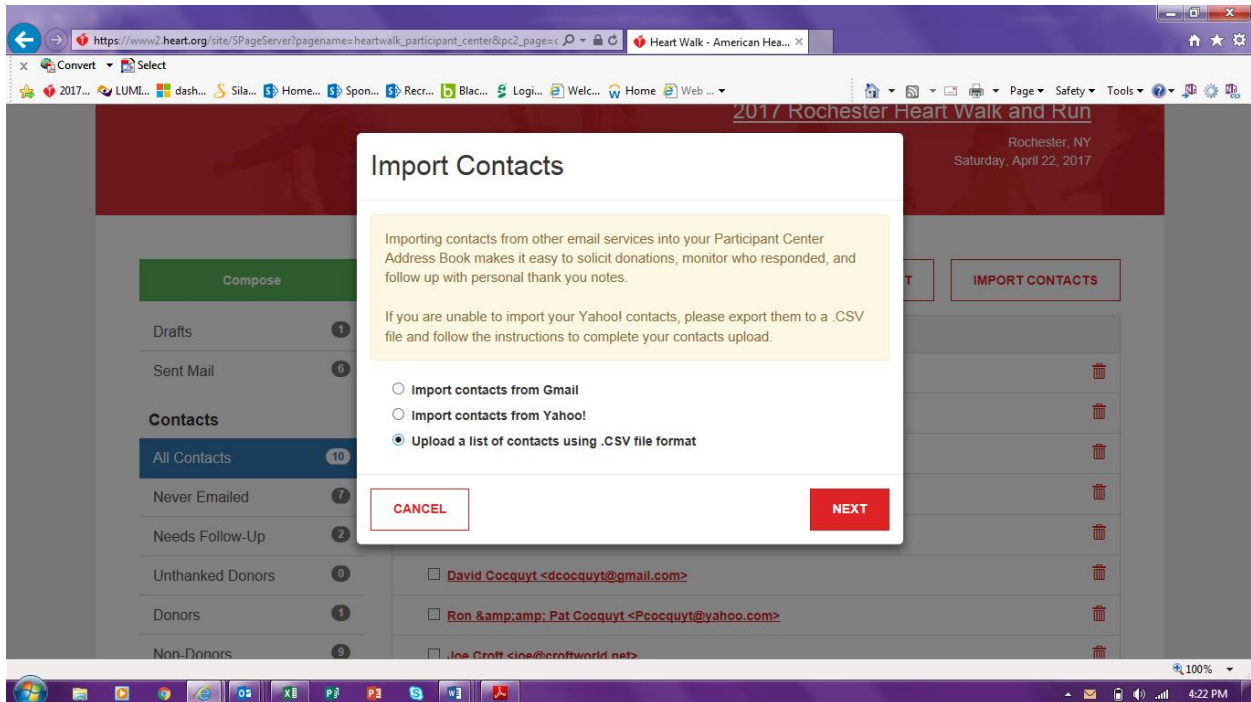 https://www2.heart.org/site/SPageServer?pagename=heartwalk_participant_center&pc2_page=c
Heart Walk - American Hea...
x Convert Select
2017... LUMI... dash... Sila... Home... Spon... Recr... Blac... Logi... Welc... Home Web ...
Page Safety Tools
2017 Rochester Heart Walk and Run
Rochester, NY
Saturday, April 22, 2017
Import Contacts
Importing contacts from other email services into your Participant Center
Address Book makes it easy to solicit donations, monitor who responded, and
follow up with personal thank you notes.
If you are unable to import your Yahoo! contacts, please export them to a .CSV
file and follow the instructions to complete your contacts upload.
Import contacts from Gmail
Import contacts from Yahoo!
Upload a list of contacts using .CSV file format
CANCEL
NEXT
Compose
T
IMPORT CONTACTS
Drafts 1
Sent Mail 6
Contacts
All Contacts 10
Never Emailed 7
Needs Follow-Up 2
Unthanked Donors 0
Donors 1
Non-Donors 9
David Cocquyt <dcocquyt@gmail.com>
Ron &amp;amp; Pat Cocquyt <Pcocquyt@yahoo.com>
Joe Croft <joe@croftworld.net>
100%
4:22 PM